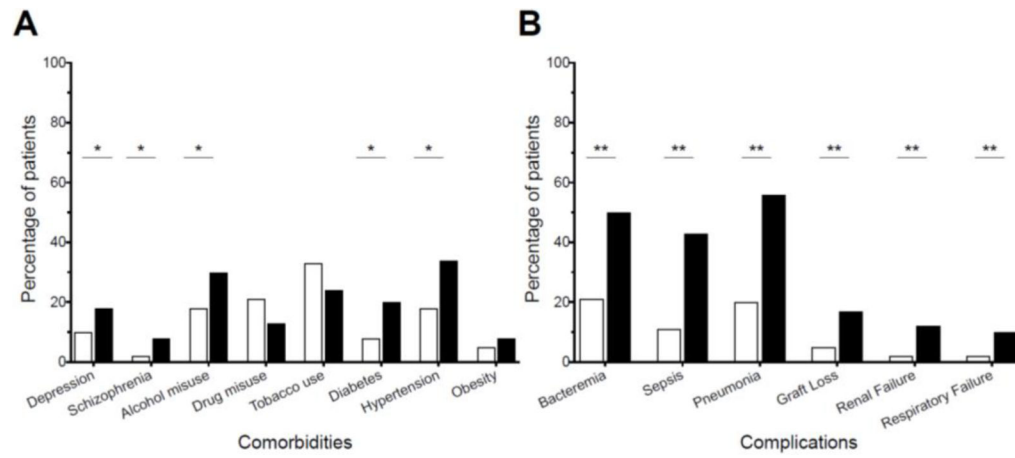 A
100
80
60
40
20
0
Percentage of patients
* * * * *
Depression
Schizophrenia
Alcohol misuse
Drug misuse
Tobacco use
Diabetes
Hypertension
Obesity
Comorbidities
B
100
80
60
40
20
0
Percentage of patients
** ** ** ** ** **
Bacteremia
Sepsis
Pneumonia
Graft Loss
Renal Failure
Respiratory Failure
Complications